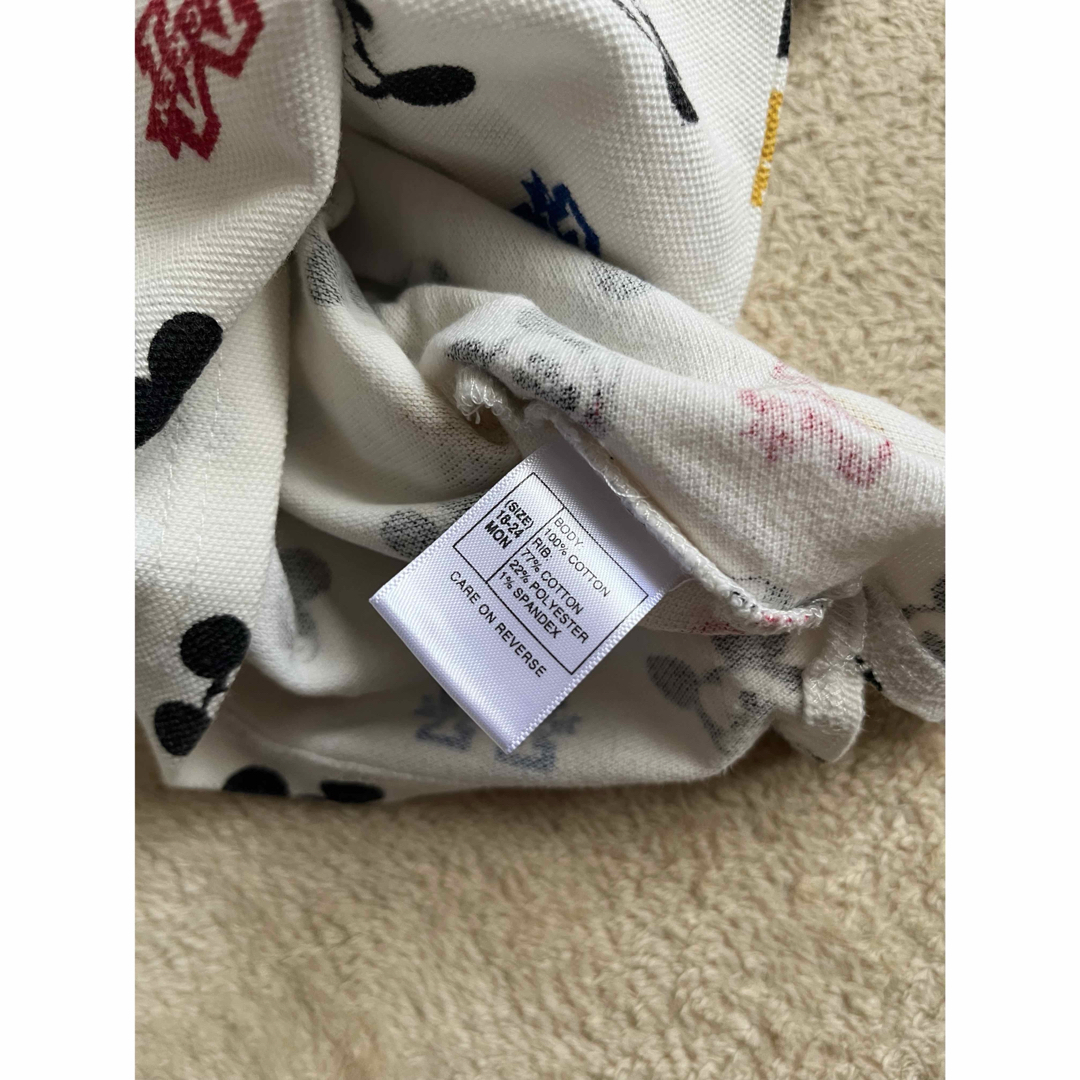 (SIZE)
18-24
MON
BODY:
100% COTTON
RIB:
77% COTTON
22% POLYESTER
1% SPANDEX
CARE ON REVERSE